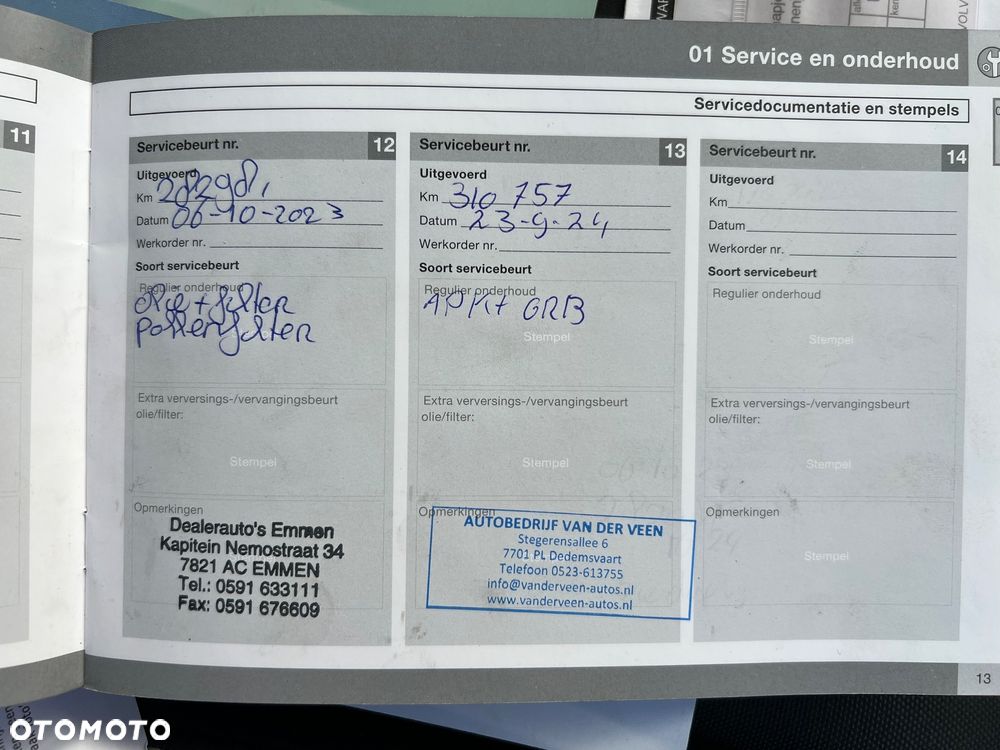 WAR
VOLV
01 Service en onderhoud
Servicedocumentatie en stempels
11
Servicebeurt nr. 12
Uitgevoerd
Km
Datum 06-10-2023
Werkorder nr.
Soort servicebeurt
Regulier onderhoud
olie + filter
pollenfilter
Extra verversings-/vervangingsbeurt
olie/filter:
Stempel
Opmerkingen
Dealerauto's Emmen
Kapitein Nemostraat 34
7821 AC EMMEN
Tel.: 0591 633111
Fax: 0591 676609
Servicebeurt nr. 13
Uitgevoerd
Km 310 757
Datum 23-9-24
Werkorder nr.
Soort servicebeurt
Regulier onderhoud
APK + GRB
Stempel
Extra verversings-/vervangingsbeurt
olie/filter:
Stempel
Opmerkingen
AUTOBEDRIJF VAN DER VEEN
Stegerensallee 6
7701 PL Dedemsvaart
Telefoon 0523-613755
info@vanderveen-autos.nl
www.vanderveen-autos.nl
Servicebeurt nr. 14
Uitgevoerd
Km
Datum
Werkorder nr.
Soort servicebeurt
Regulier onderhoud
Stempel
Extra verversings-/vervangingsbeurt
olie/filter:
Stempel
Opmerkingen
Stempel
13
OTOMOTO